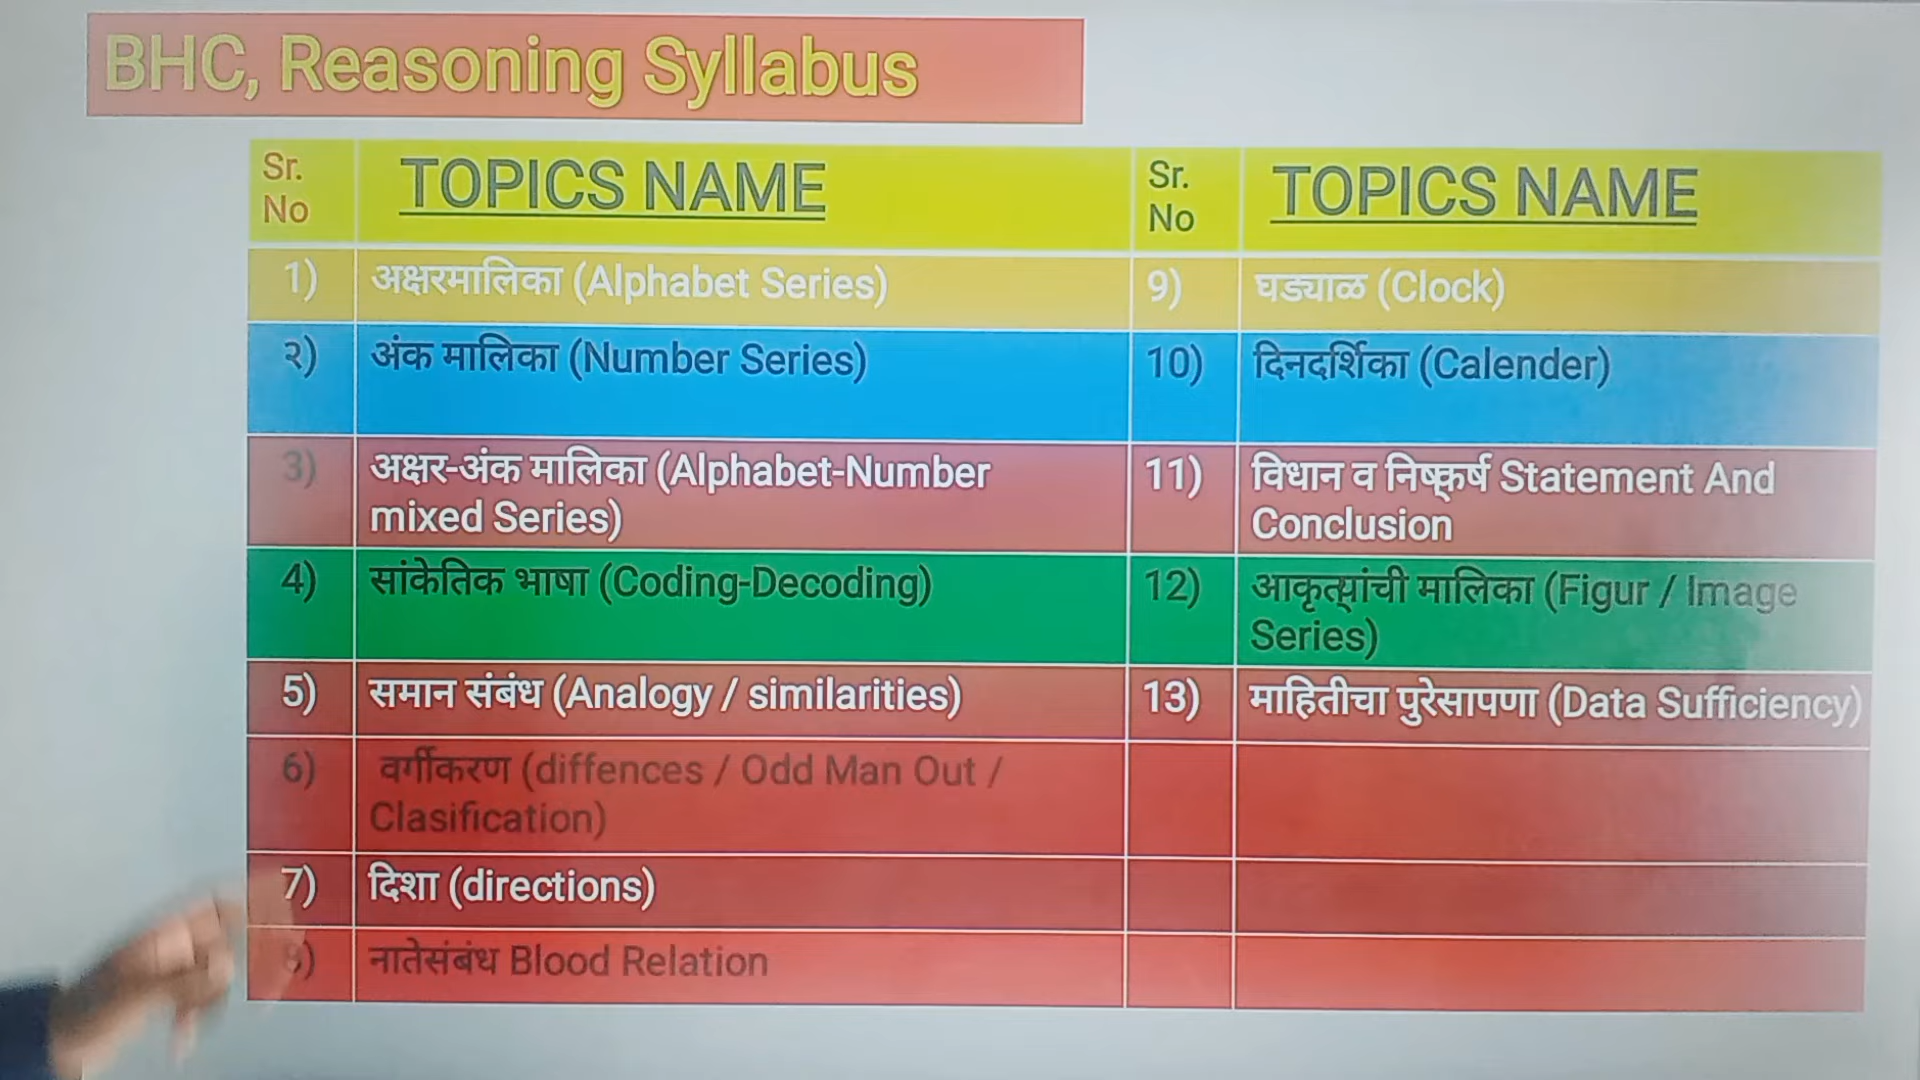 BHC, Reasoning Syllabus
Sr.
No
TOPICS NAME
Sr.
No
TOPICS NAME
1) अक्षरमालिका (Alphabet Series)
9) घड्याळ (Clock)
२) अंक मालिका (Number Series)
10) दिनदर्शिका (Calender)
3) अक्षर-अंक मालिका (Alphabet-Number
mixed Series)
11) विधान व निष्कर्ष Statement And
Conclusion
4) सांकेतिक भाषा (Coding-Decoding)
12) आकृत्यांची मालिका (Figur / Image
Series)
5) समान संबंध (Analogy / similarities)
13) माहितीचा पुरेसापणा (Data Sufficiency)
6) वर्गीकरण (diffences / Odd Man Out /
Clasification)
7) दिशा (directions)
8) नातेसंबंध Blood Relation